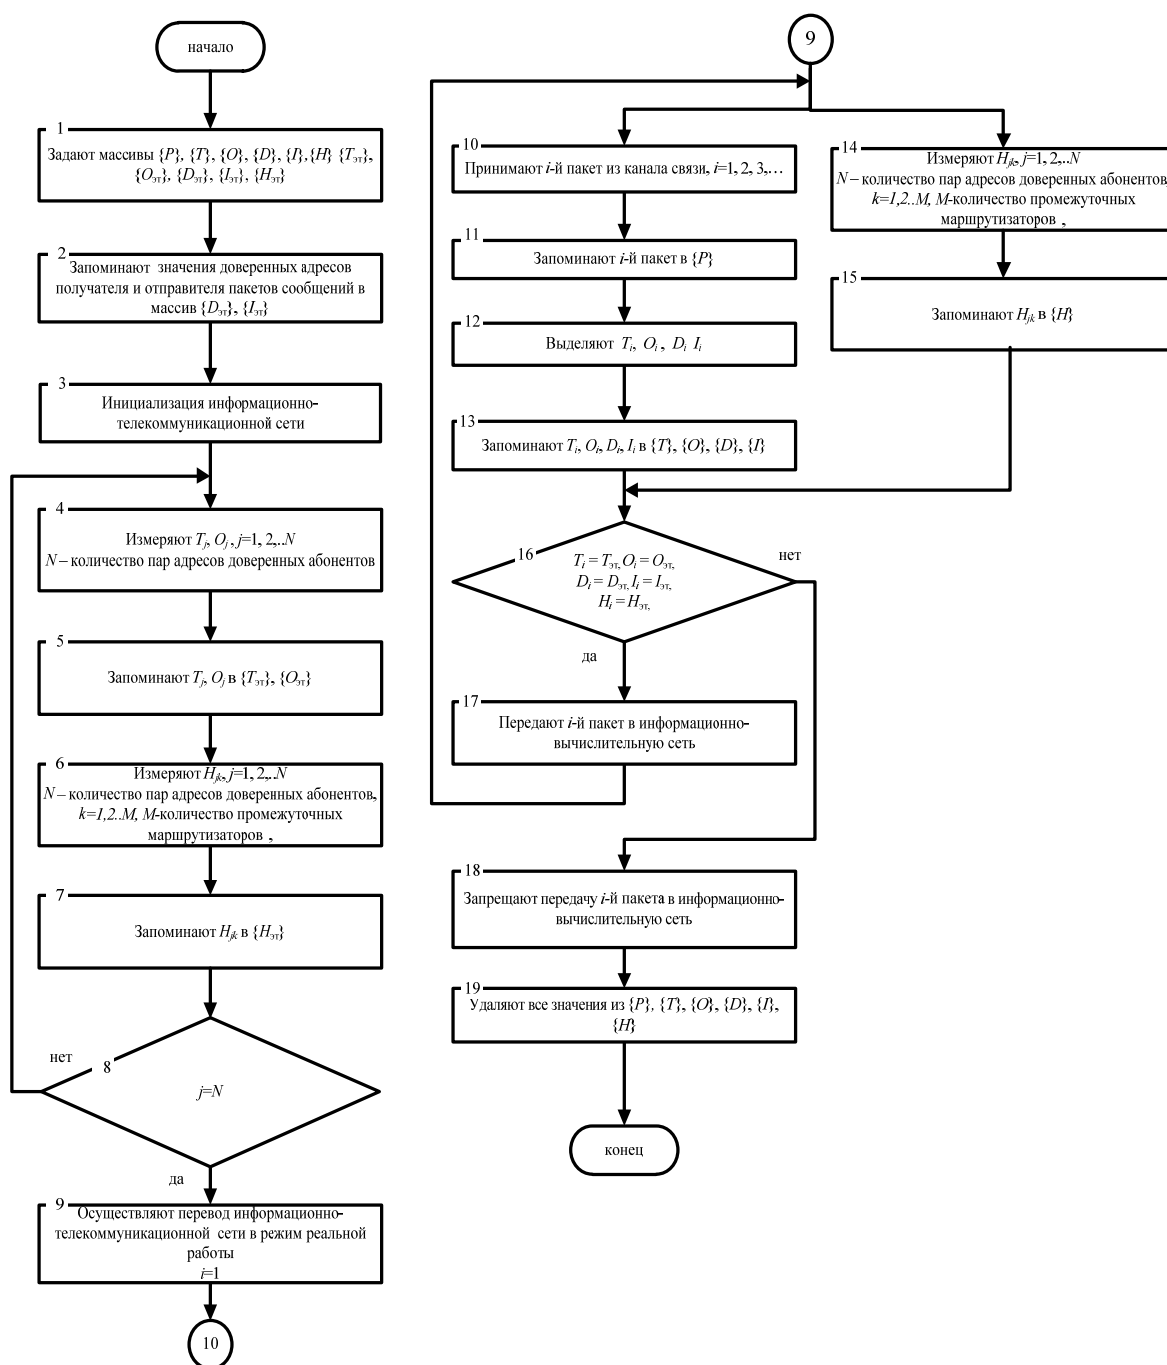 начало
1
Задают массивы {P}, {T}, {O}, {D}, {I},{H} {Tэт},
{Oэт}, {Dэт}, {Iэт}, {Hэт}
2
Запоминают значения доверенных адресов
получателя и отправителя пакетов сообщений в
массив {Dэт}, {Iэт}
3
Инициализация информационно-
телекоммуникационной сети
4
Измеряют Tj, Oj, j=1, 2,..N
N – количество пар адресов доверенных абонентов
5
Запоминают Tj, Oj в {Tэт}, {Oэт}
6
Измеряют Hjk, j=1, 2,..N
N – количество пар адресов доверенных абонентов,
k=1,2..M, M-количество промежуточных
маршрутизаторов ,
7
Запоминают Hjk в {Hэт}
нет
8
j=N
да
9
Осуществляют перевод информационно-
телекоммуникационной сети в режим реальной
работы
i=1
10
9
10
Принимают i-й пакет из канала связи, i=1, 2, 3,...
11
Запоминают i-й пакет в {P}
12
Выделяют Ti, Oi , Di Ii
13
Запоминают Ti, Oi, Di, Ii в {T}, {O}, {D}, {I}
14
Измеряют Hjk, j=1, 2,..N
N – количество пар адресов доверенных абонентов,
k=1,2..M, M-количество промежуточных
маршрутизаторов ,
15
Запоминают Hjk в {H}
16
нет
Ti = Tэт, Oi = Oэт,
Di = Dэт, Ii = Iэт,
Hi = Hэт,
да
17
Передают i-й пакет в информационно-
вычислительную сеть
18
Запрещают передачу i-й пакета в информационно-
вычислительную сеть
19
Удаляют все значения из {P}, {T}, {O}, {D}, {I},
{H}
конец